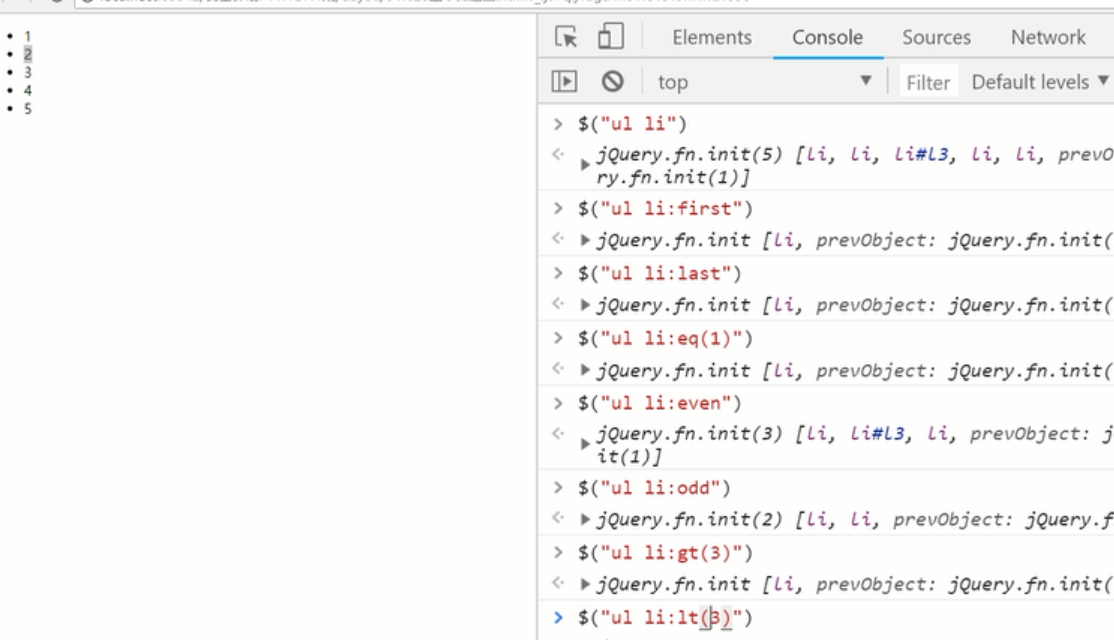 1
2
3
4
5
Elements Console Sources Network
top Filter Default levels
$("ul li")
jQuery.fn.init(5) [li, li, li#l3, li, li, prevO
ry.fn.init(1)]
$("ul li:first")
jQuery.fn.init [li, prevObject: jQuery.fn.init(
$("ul li:last")
jQuery.fn.init [li, prevObject: jQuery.fn.init(
$("ul li:eq(1)")
jQuery.fn.init [li, prevObject: jQuery.fn.init(
$("ul li:even")
jQuery.fn.init(3) [li, li#l3, li, prevObject: j
it(1)]
$("ul li:odd")
jQuery.fn.init(2) [li, li, prevObject: jQuery.f
$("ul li:gt(3)")
jQuery.fn.init [li, prevObject: jQuery.fn.init(
$("ul li:lt(3)")